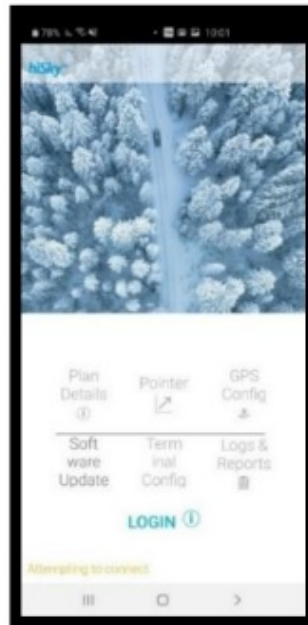 78% 10:01
hiSky
Plan Pointer GPS
Details Config
Soft Term Logs &
ware inal Reports
Update Config
LOGIN
Attempting to connect